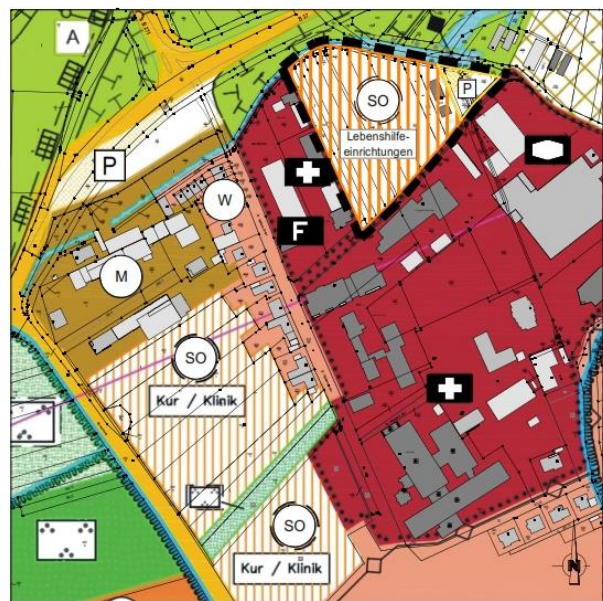 A
P
SO
Lebenshilfe-
einrichtungen
P
W
F
M
SO
Kur / Klinik
SO
Kur / Klinik
N